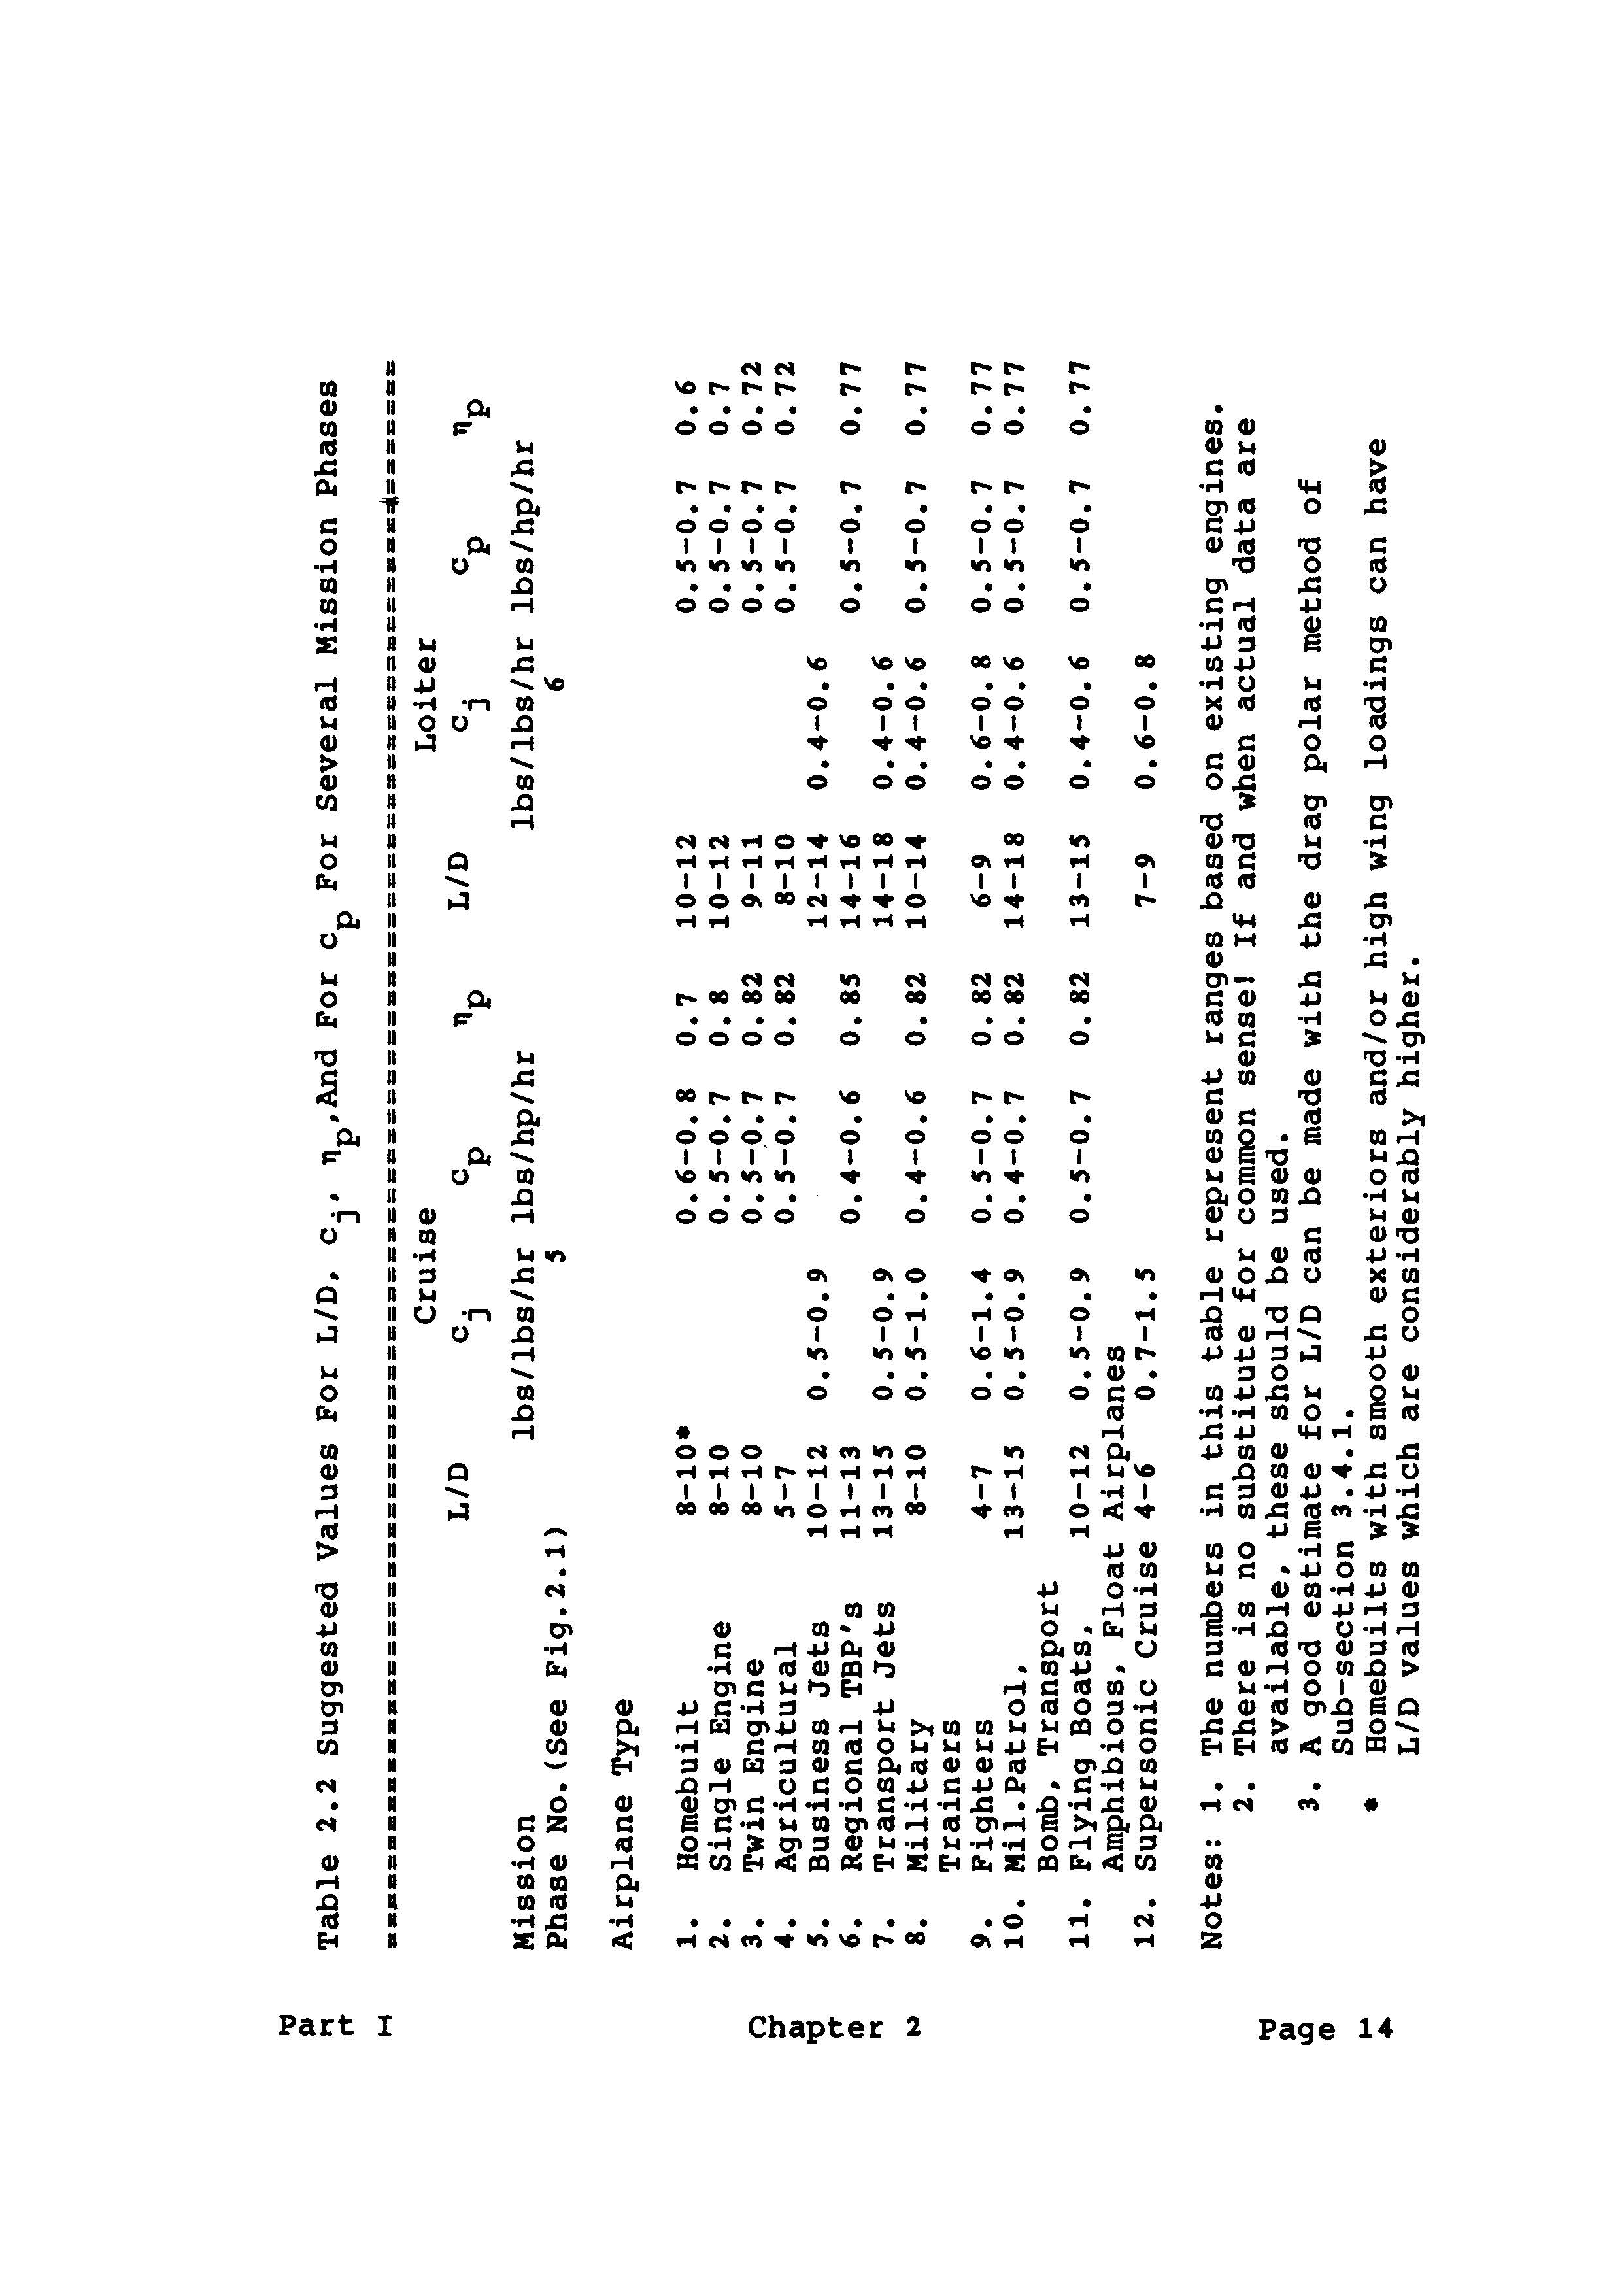 Part I
Chapter 2
Page 14
Table 2.2 Suggested Values For L/D, cj, ηp,And For cp For Several Mission Phases
Cruise Loiter
L/D cj cp ηp L/D cj cp ηp
Mission lbs/lbs/hr lbs/hp/hr lbs/lbs/hr lbs/hp/hr
Phase No.(See Fig.2.1) 5 6
Airplane Type
1. Homebuilt 8-10* 0.6-0.8 0.7 10-12 0.5-0.7 0.6
2. Single Engine 8-10 0.5-0.7 0.8 10-12 0.5-0.7 0.7
3. Twin Engine 8-10 0.5-0.7 0.82 9-11 0.5-0.7 0.72
4. Agricultural 5-7 0.5-0.7 0.82 8-10 0.5-0.7 0.72
5. Business Jets 10-12 0.5-0.9 12-14 0.4-0.6
6. Regional TBP's 11-13 0.4-0.6 0.85 14-16 0.5-0.7 0.77
7. Transport Jets 13-15 0.5-0.9 14-18 0.4-0.6
8. Military 8-10 0.5-1.0 0.4-0.6 0.82 10-14 0.4-0.6 0.5-0.7 0.77
Trainers
9. Fighters 4-7 0.6-1.4 0.5-0.7 0.82 6-9 0.6-0.8 0.5-0.7 0.77
10. Mil.Patrol, 13-15 0.5-0.9 0.4-0.7 0.82 14-18 0.4-0.6 0.5-0.7 0.77
Bomb, Transport
11. Flying Boats, 10-12 0.5-0.9 0.5-0.7 0.82 13-15 0.4-0.6 0.5-0.7 0.77
Amphibious, Float Airplanes
12. Supersonic Cruise 4-6 0.7-1.5 7-9 0.6-0.8
Notes: 1. The numbers in this table represent ranges based on existing engines.
2. There is no substitute for common sense! If and when actual data are
available, these should be used.
3. A good estimate for L/D can be made with the drag polar method of
Sub-section 3.4.1.
* Homebuilts with smooth exteriors and/or high wing loadings can have
L/D values which are considerably higher.